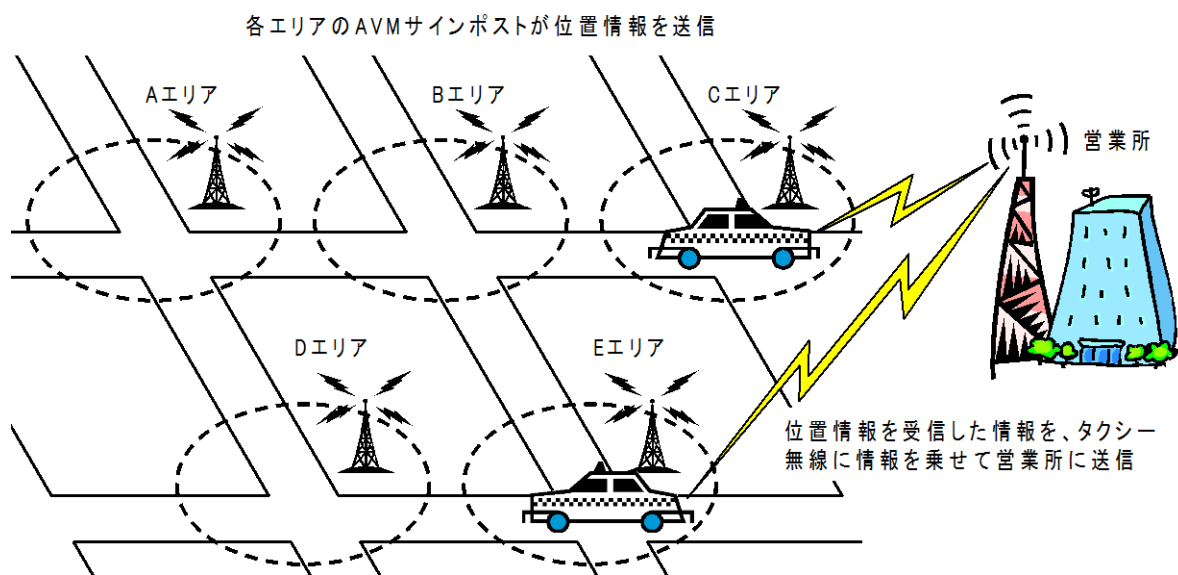 各エリアのAVMサインポストが位置情報を送信
Aエリア
Bエリア
Cエリア
営業所
Dエリア
Eエリア
位置情報を受信した情報を、タクシー
無線に情報を乗せて営業所に送信